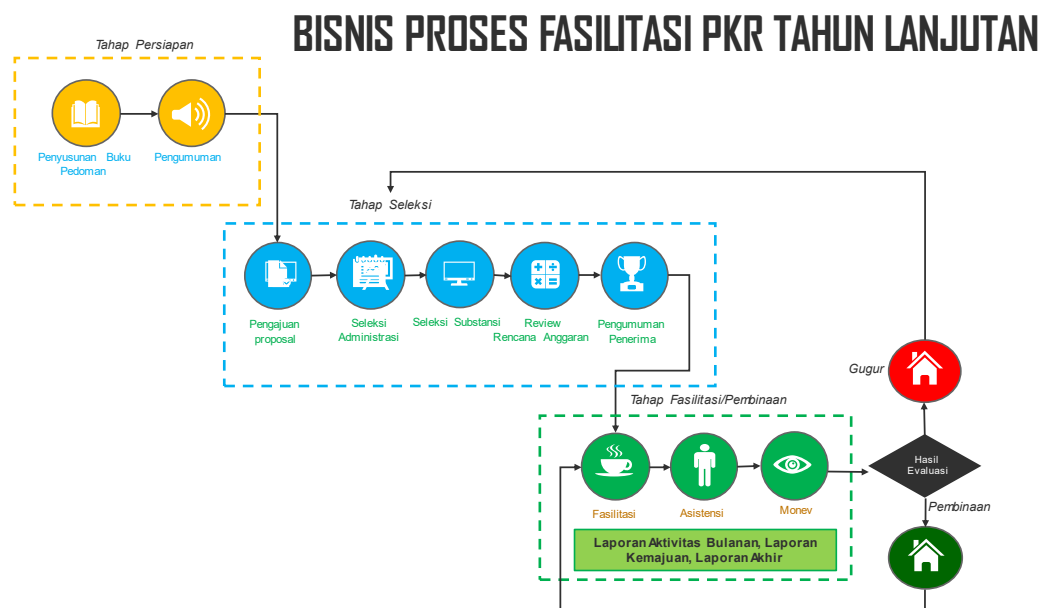 BISNIS PROSES FASILITASI PKR TAHUN LANJUTAN
Tahap Persiapan
Penyusunan Buku
Pedoman
Pengumuman
Tahap Seleksi
Pengajuan
proposal
Seleksi
Administrasi
Seleksi Substansi
Review
Rencana Anggaran
Pengumuman
Penerima
Gugur
Tahap Fasilitasi/Pembinaan
Hasil
Evaluasi
Fasilitasi
Asistensi
Monev
Pembinaan
Laporan Aktivitas Bulanan, Laporan
Kemajuan, Laporan Akhir